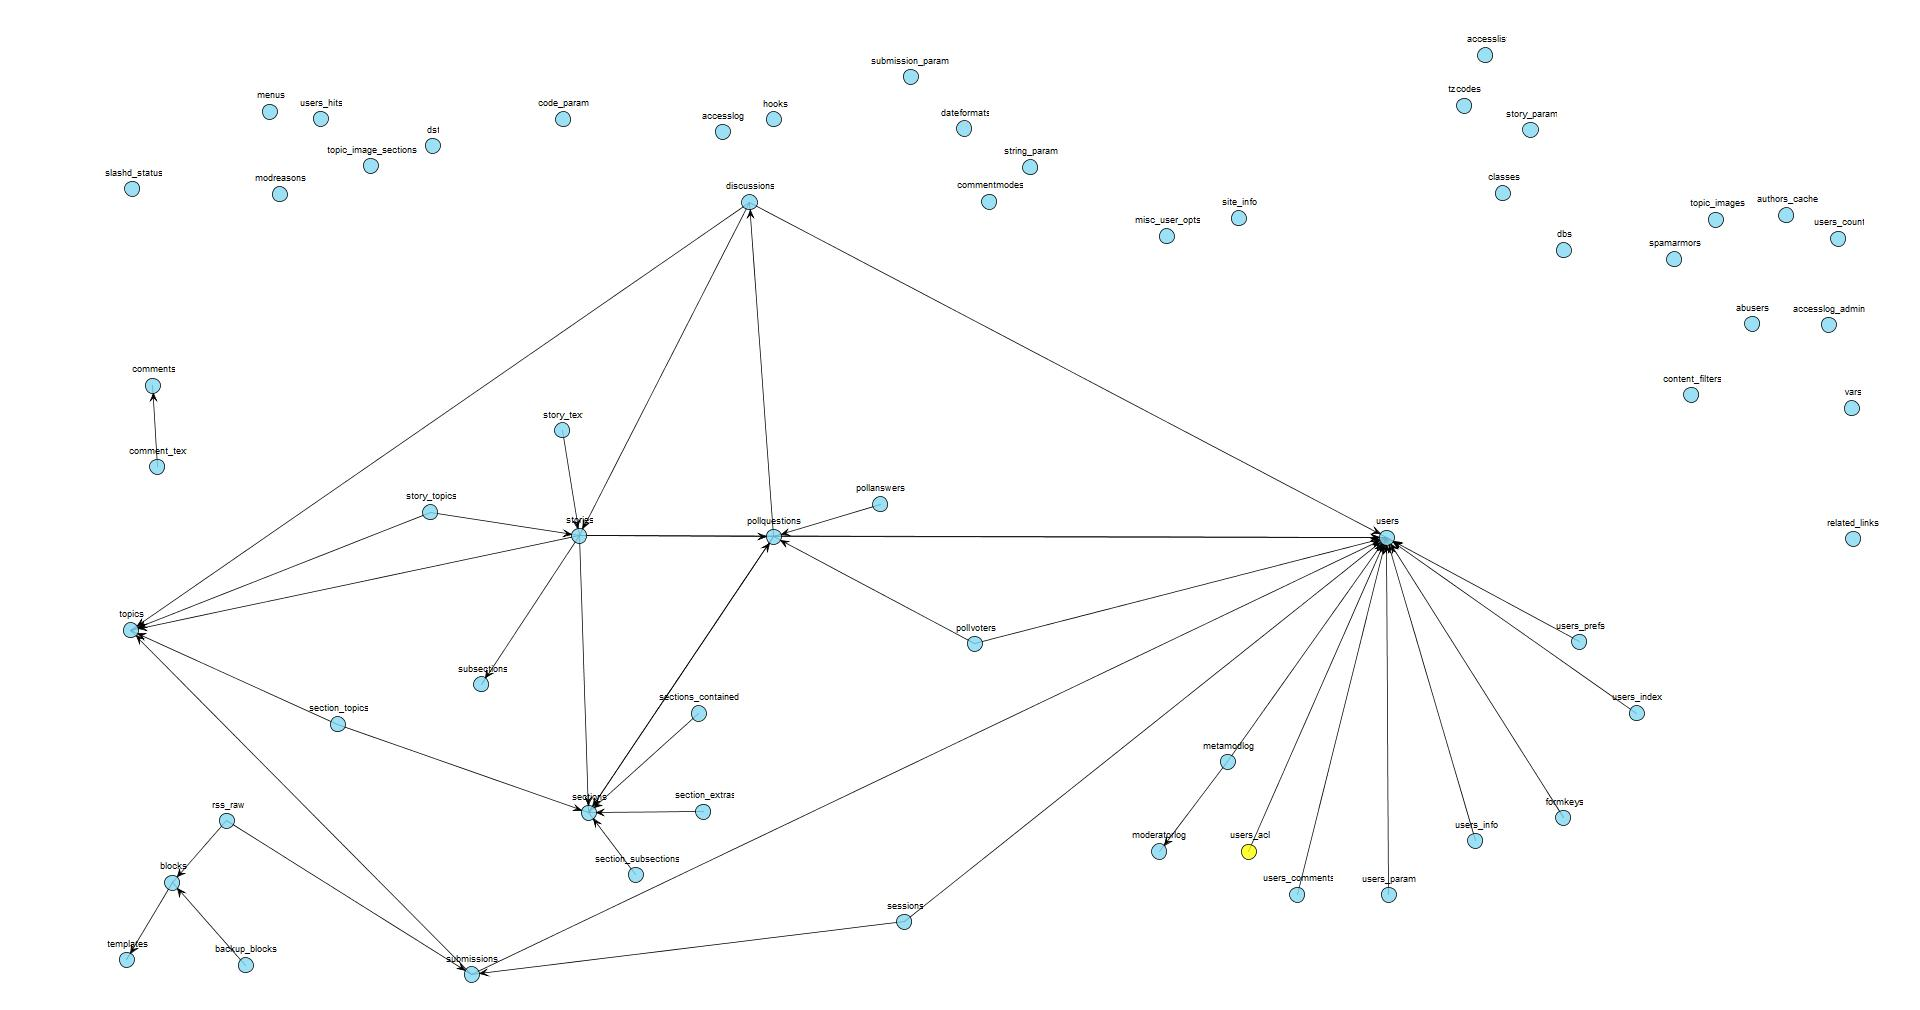 accesslis
submission_param
tzcodes
menus
users_hits
code_param
hooks
accesslog
dateformats
story_param
dst
topic_image_sections
string_param
slashd_status
modreasons
discussions
commentmodes
classes
misc_user_opts
site_info
topic_images
authors_cache
users_count
dbs
spamarmors
abusers
accesslog_admin
comments
content_filters
vars
story_tex
comment_tex
story_topics
pollanswers
stories
pollquestions
users
related_links
topics
pollvoters
users_prefs
subsections
sections_contained
users_index
section_topics
metamodlog
rss_raw
sections
section_extras
formkeys
moderatorlog
users_acl
users_info
blocks
section_subsections
users_comments
users_param
sessions
templates
backup_blocks
submissions